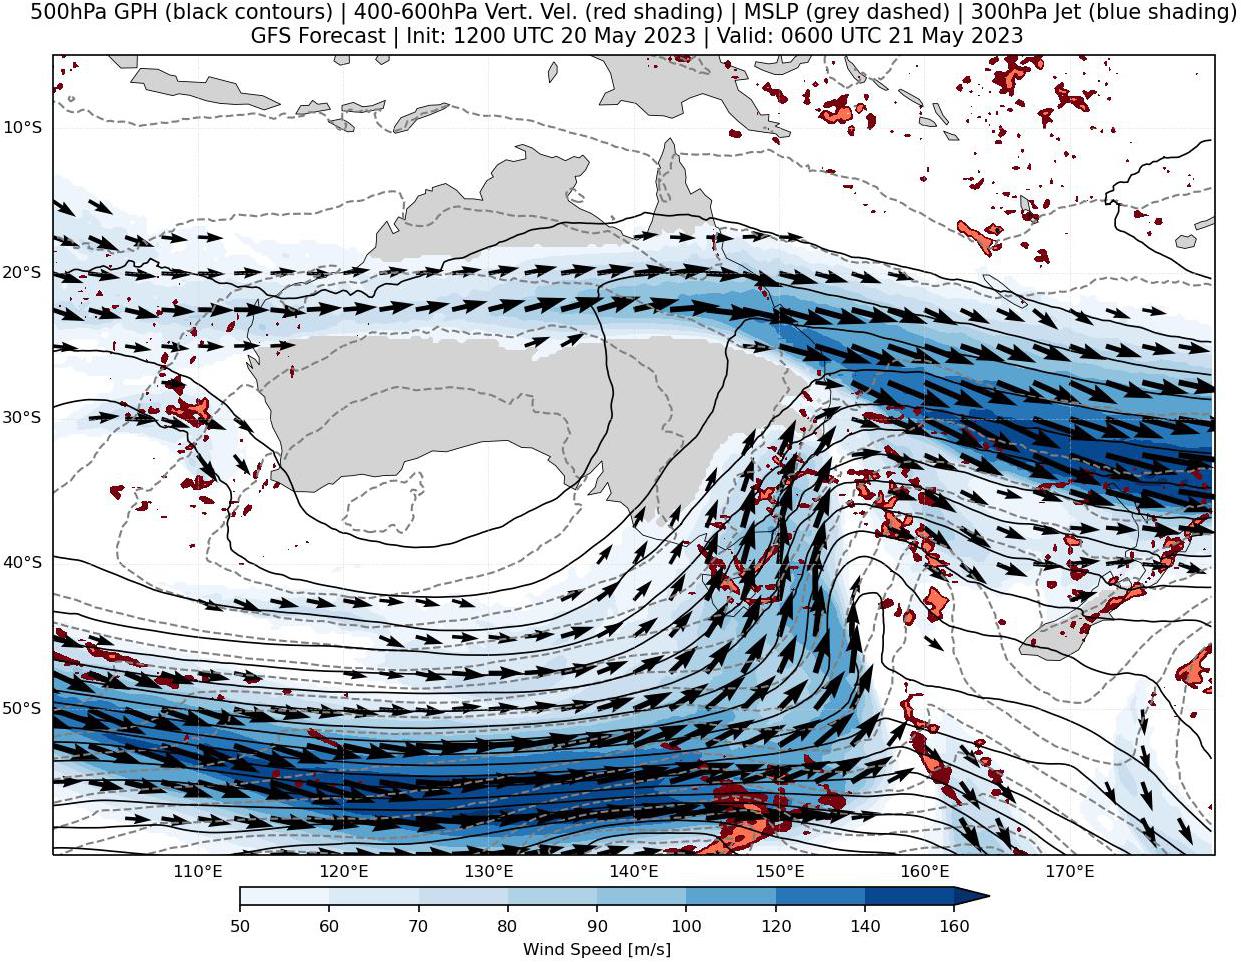 500hPa GPH (black contours) | 400-600hPa Vert. Vel. (red shading) | MSLP (grey dashed) | 300hPa Jet (blue shading)
GFS Forecast | Init: 1200 UTC 20 May 2023 | Valid: 0600 UTC 21 May 2023
10°S
20°S
30°S
40°S
50°S
110°E 120°E 130°E 140°E 150°E 160°E 170°E
50 60 70 80 90 100 120 140 160
Wind Speed [m/s]